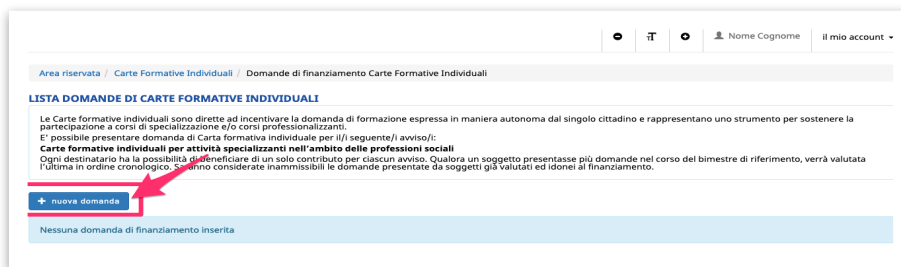 T Nome Cognome il mio account
Area riservata / Carte Formative Individuali / Domande di finanziamento Carte Formative Individuali
LISTA DOMANDE DI CARTE FORMATIVE INDIVIDUALI
Le Carte formative individuali sono dirette ad incentivare la domanda di formazione espressa in maniera autonoma dal singolo cittadino e rappresentano uno strumento per sostenere la
partecipazione a corsi di specializzazione e/o corsi professionalizzanti.
E' possibile presentare domanda di Carta formativa individuale per il/i seguente/i avviso/i:
Carte formative individuali per attività specializzanti nell'ambito delle professioni sociali
Ogni destinatario ha la possibilità di beneficiare di un solo contributo per ciascun avviso. Qualora un soggetto presentasse più domande nel corso del bimestre di riferimento, verrà valutata
l'ultima in ordine cronologico. Saranno considerate inammissibili le domande presentate da soggetti già valutati ed idonei al finanziamento.
+ nuova domanda
Nessuna domanda di finanziamento inserita